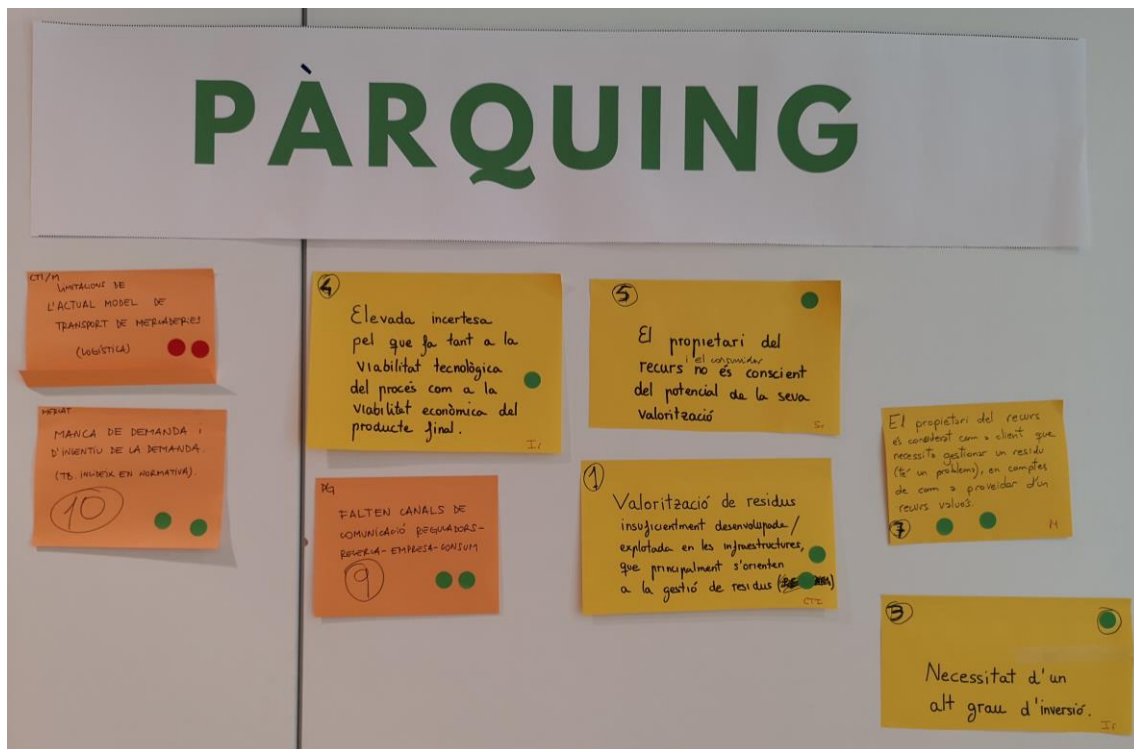 PÀRQUING
CTI/M
LIMITACIONS DE
L'ACTUAL MODEL DE
TRANSPORT DE MERCADERIES
(LOGÍSTICA)
MERCAT
MANCA DE DEMANDA I
D'INCENTIU DE LA DEMANDA.
(TB. INCIDEIX EN NORMATIVA).
10
4
Elevada incertesa
pel que fa tant a la
viabilitat tecnològica
del procés com a la
viabilitat econòmica del
producte final.
Ir
PG
FALTEN CANALS DE
COMUNICACIÓ REGULADORS-
RECERCA-EMPRESA-CONSUM
9
5
El propietari del
i el consumidor
recurs no és conscient
del potencial de la seva
valorització
Sr
1
Valorització de residus
insuficientment desenvolupada/
explotada en les infraestructures,
que principalment s'orienten
a la gestió de residus
CTI
El propietari del recurs
és considerat com a client que
necessita gestionar un residu
(té un problema), en comptes
de com a proveïdor d'un
recurs valuós.
7
M
3
Necessitat d'un
alt grau d'inversió.
Ir